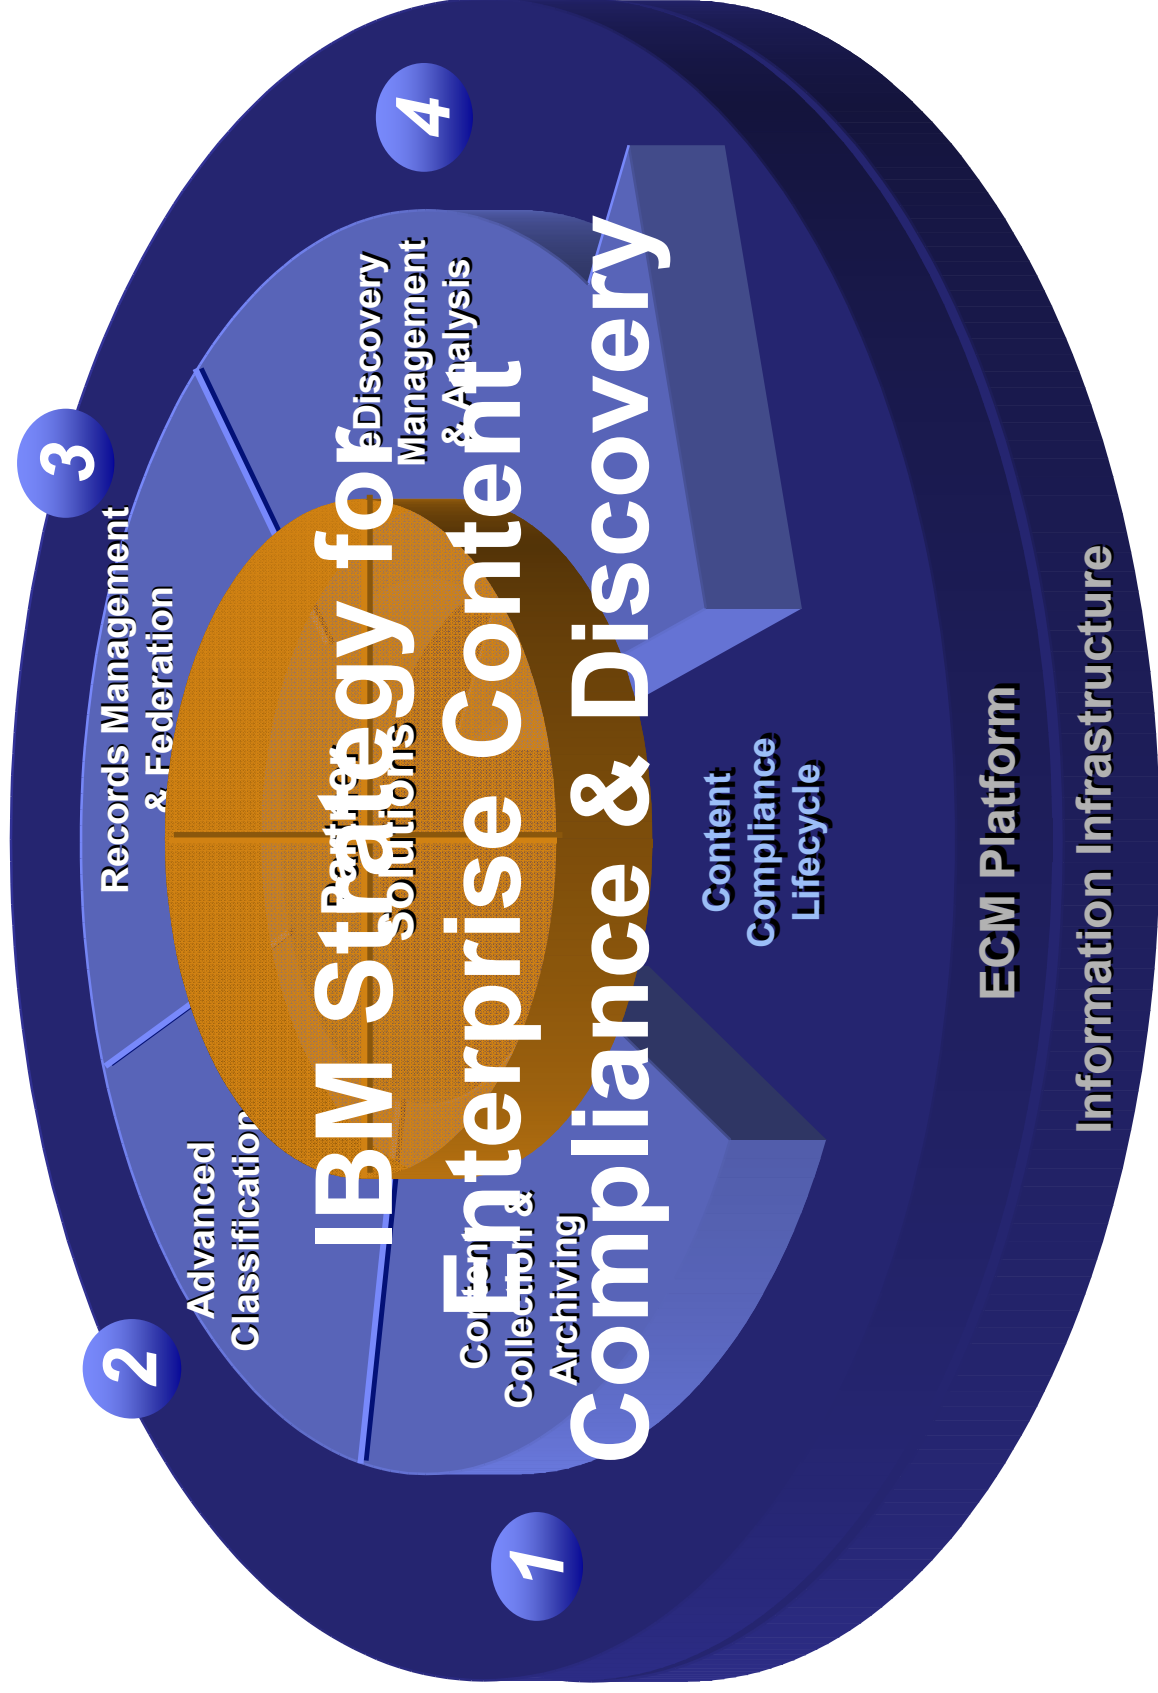 IBM Strategy for
Enterprise Content
Compliance & Discovery
1
Content
Collection &
Archiving
2
Advanced
Classification
3
Records Management
& Federation
4
eDiscovery
Management
& Analysis
Partner
Solutions
Content
Compliance
Lifecycle
ECM Platform
Information Infrastructure